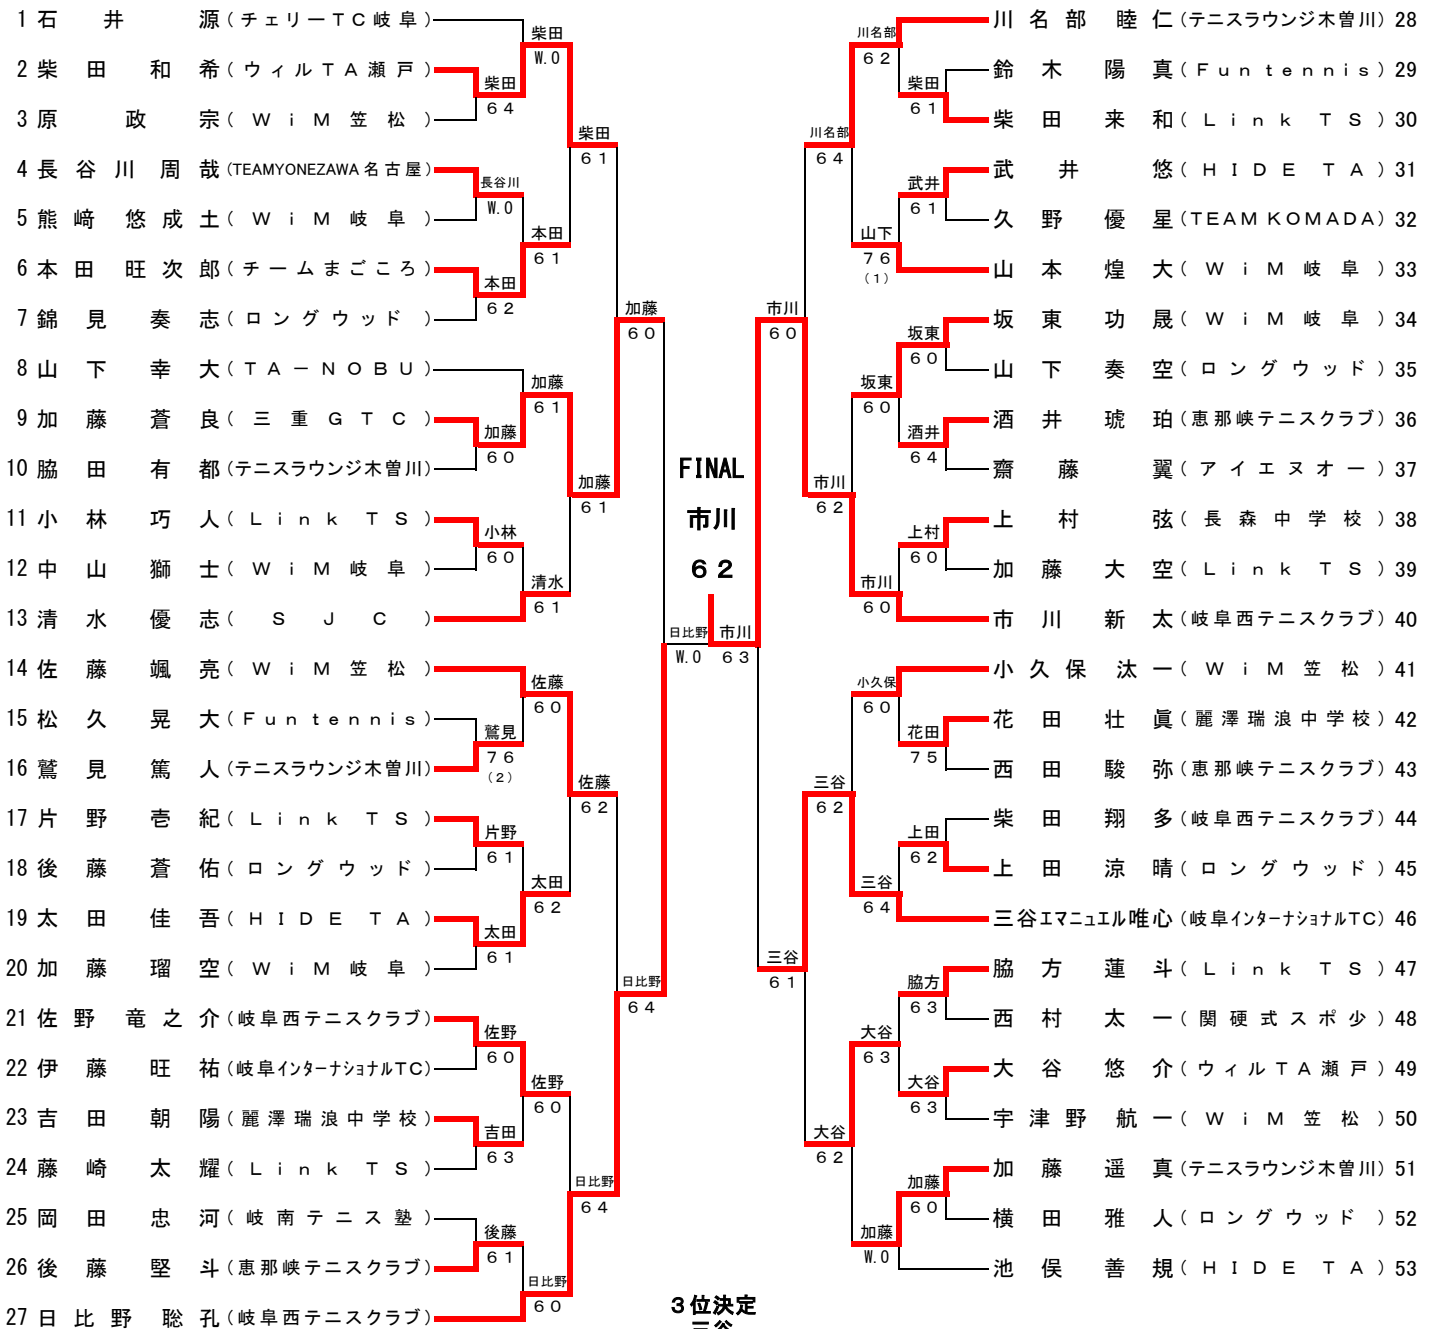 1 石井 源 (チェリーTC岐阜)
2 柴田 和希 (ウィルTA瀬戸)
3 原 政宗 (WiM笠松)
4 長谷川 周哉 (TEAMYONEZAWA名古屋)
5 熊﨑 悠成土 (WiM岐阜)
6 本田 旺次郎 (チームまごころ)
7 錦見 奏志 (ロングウッド)
8 山下 幸大 (TA－NOBU)
9 加藤 蒼良 (三重GTC)
10 脇田 有都 (テニスラウンジ木曽川)
11 小林 巧人 (Link TS)
12 中山 獅士 (WiM岐阜)
13 清水 優志 (SJC)
14 佐藤 颯亮 (WiM笠松)
15 松久 晃大 (Funtennis)
16 鷲見 篤人 (テニスラウンジ木曽川)
17 片野 壱紀 (Link TS)
18 後藤 蒼佑 (ロングウッド)
19 太田 佳吾 (HIDE TA)
20 加藤 瑠空 (WiM岐阜)
21 佐野 竜之介 (岐阜西テニスクラブ)
22 伊藤 旺祐 (岐阜インターナショナルTC)
23 吉田 朝陽 (麗澤瑞浪中学校)
24 藤崎 太耀 (Link TS)
25 岡田 忠河 (岐南テニス塾)
26 後藤 堅斗 (恵那峡テニスクラブ)
27 日比野 聡孔 (岐阜西テニスクラブ)
柴田
64
長谷川
W.0
本田
62
加藤
60
小林
60
鷲見
76
(2)
片野
61
太田
61
佐野
60
吉田
63
後藤
61
柴田
W.0
本田
61
加藤
61
清水
61
佐藤
60
太田
62
佐野
60
日比野
60
柴田
61
加藤
61
佐藤
62
日比野
64
加藤
60
日比野
64
日比野
W.0
FINAL
市川
62
市川
63
3位決定
三谷
市川
60
三谷
61
川名部
64
市川
62
三谷
62
大谷
62
川名部
62
山下
76
(1)
坂東
60
市川
60
小久保
60
三谷
64
大谷
63
加藤
W.0
柴田
61
武井
61
坂東
60
酒井
64
上村
60
花田
75
上田
62
脇方
63
大谷
63
加藤
60
川名部 睦仁 (テニスラウンジ木曽川) 28
鈴木 陽真 (Funtennis) 29
柴田 来和 (Link TS) 30
武井 悠 (HIDE TA) 31
久野 優星 (TEAM KOMADA) 32
山本 煌大 (WiM岐阜) 33
坂東 功晟 (WiM岐阜) 34
山下 奏空 (ロングウッド) 35
酒井 琥珀 (恵那峡テニスクラブ) 36
齋藤 翼 (アイエヌオー) 37
上村 弦 (長森中学校) 38
加藤 大空 (Link TS) 39
市川 新太 (岐阜西テニスクラブ) 40
小久保 汰一 (WiM笠松) 41
花田 壮眞 (麗澤瑞浪中学校) 42
西田 駿弥 (恵那峡テニスクラブ) 43
柴田 翔多 (岐阜西テニスクラブ) 44
上田 涼晴 (ロングウッド) 45
三谷エマニュエル唯心 (岐阜インターナショナルTC) 46
脇方 蓮斗 (Link TS) 47
西村 太一 (関硬式スポ少) 48
大谷 悠介 (ウィルTA瀬戸) 49
宇津野 航一 (WiM笠松) 50
加藤 遥真 (テニスラウンジ木曽川) 51
横田 雅人 (ロングウッド) 52
池俣 善規 (HIDE TA) 53